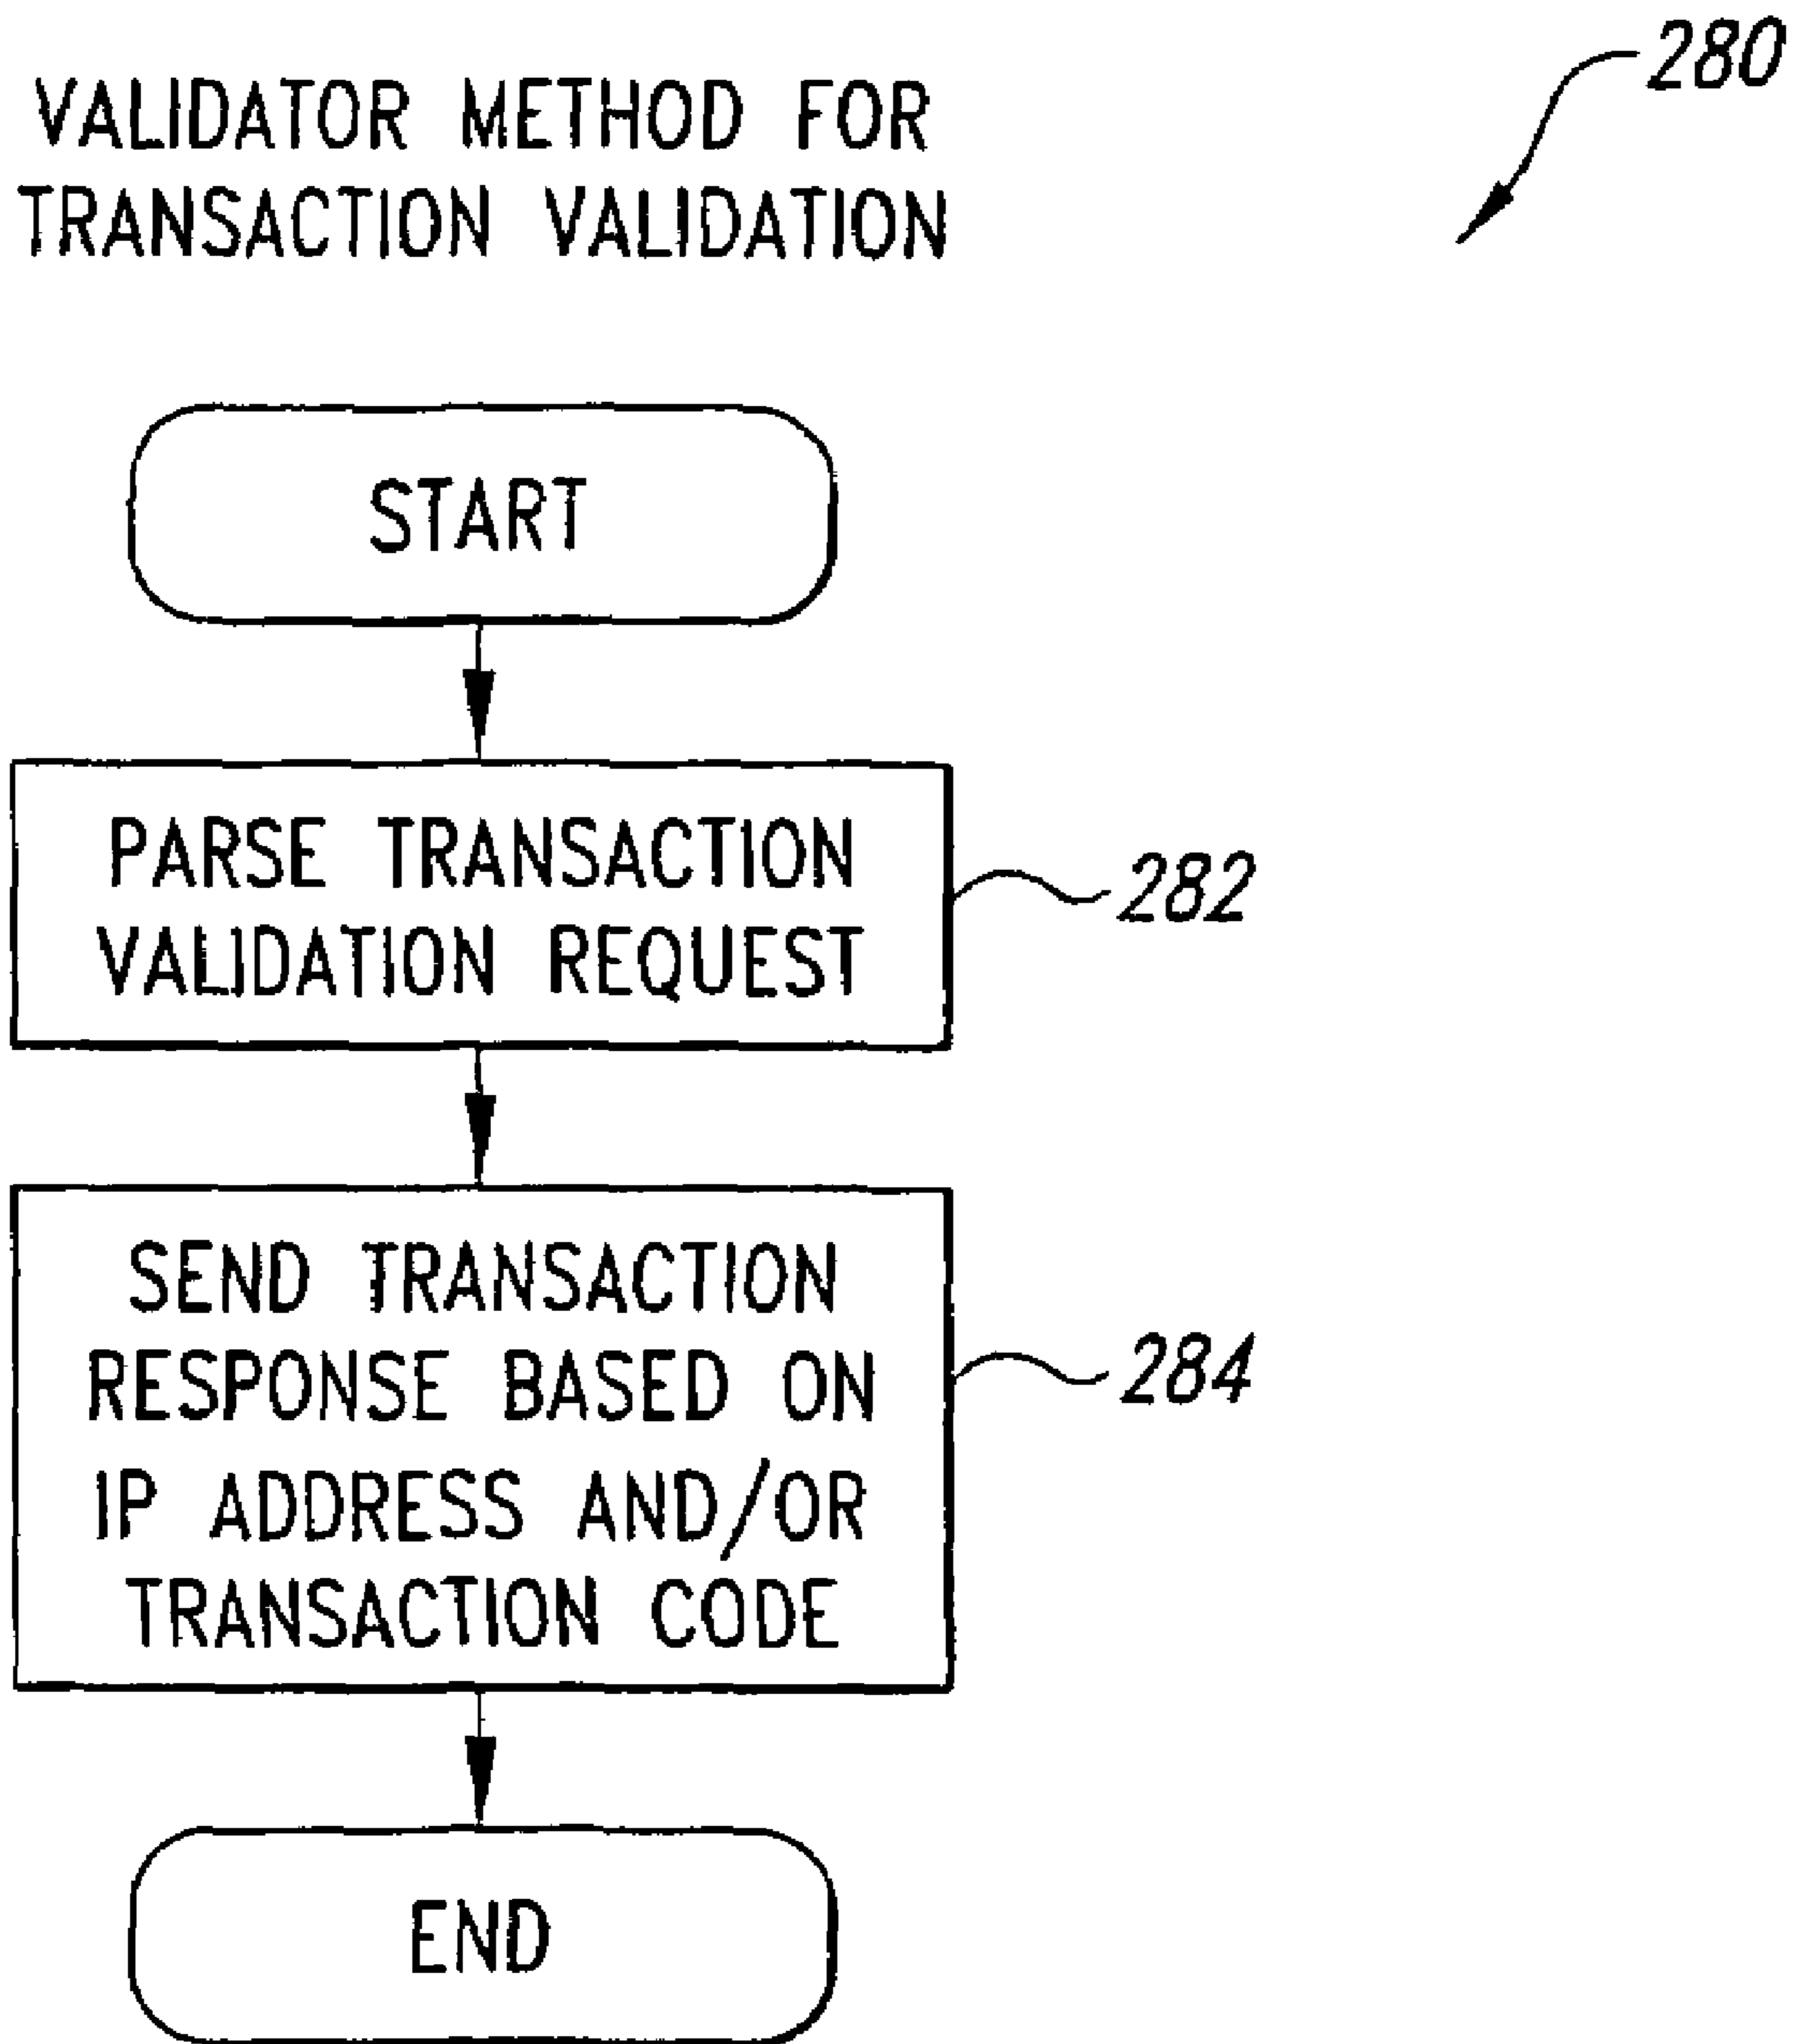 280
VALIDATOR METHOD FOR
TRANSACTION VALIDATION
START
PARSE TRANSACTION
VALIDATION REQUEST
282
SEND TRANSACTION
RESPONSE BASED ON
IP ADDRESS AND/OR
TRANSACTION CODE
284
END